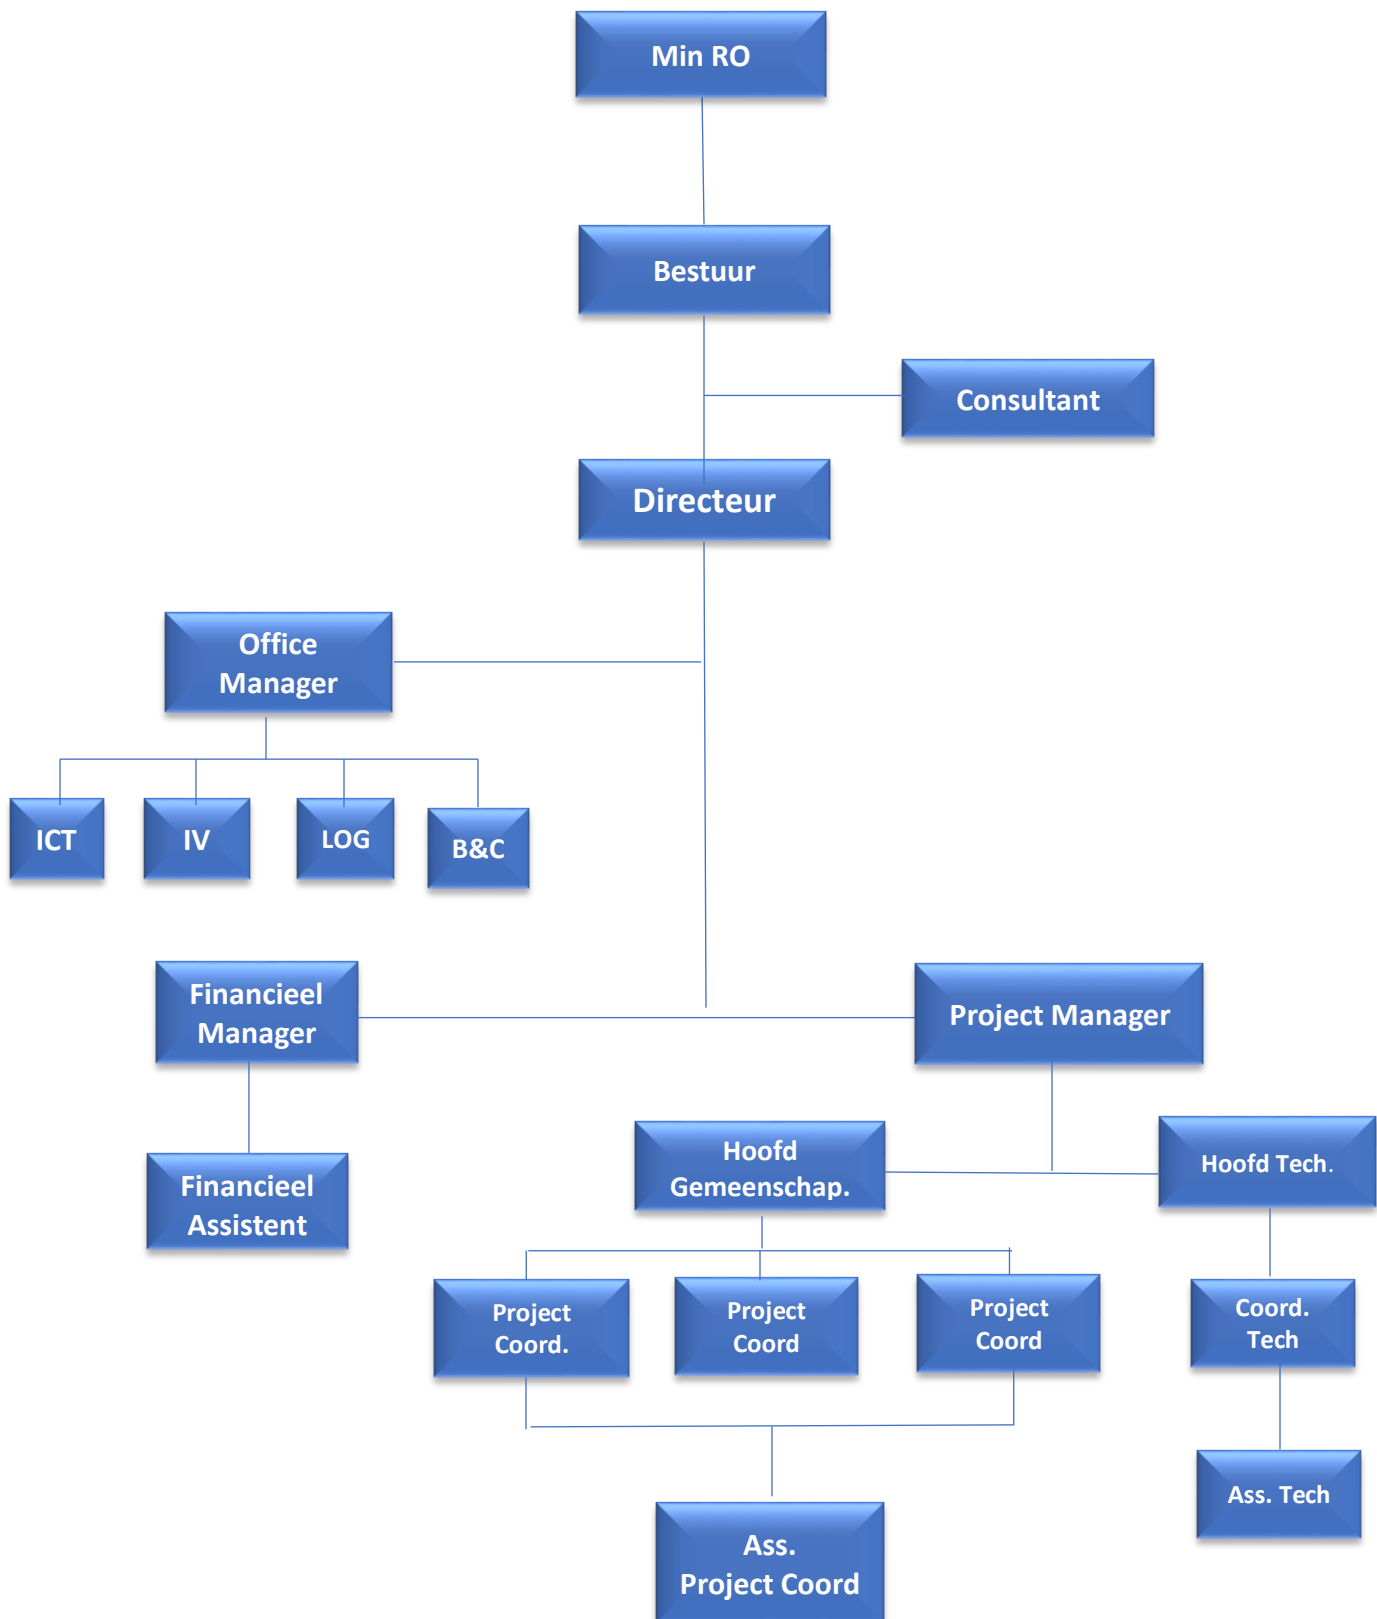 Min RO
Bestuur
Consultant
Directeur
Office
Manager
ICT
IV
LOG
B&C
Financieel
Manager
Project Manager
Financieel
Assistent
Hoofd
Gemeenschap.
Hoofd Tech.
Project
Coord.
Project
Coord
Project
Coord
Coord.
Tech
Ass. Tech
Ass.
Project Coord